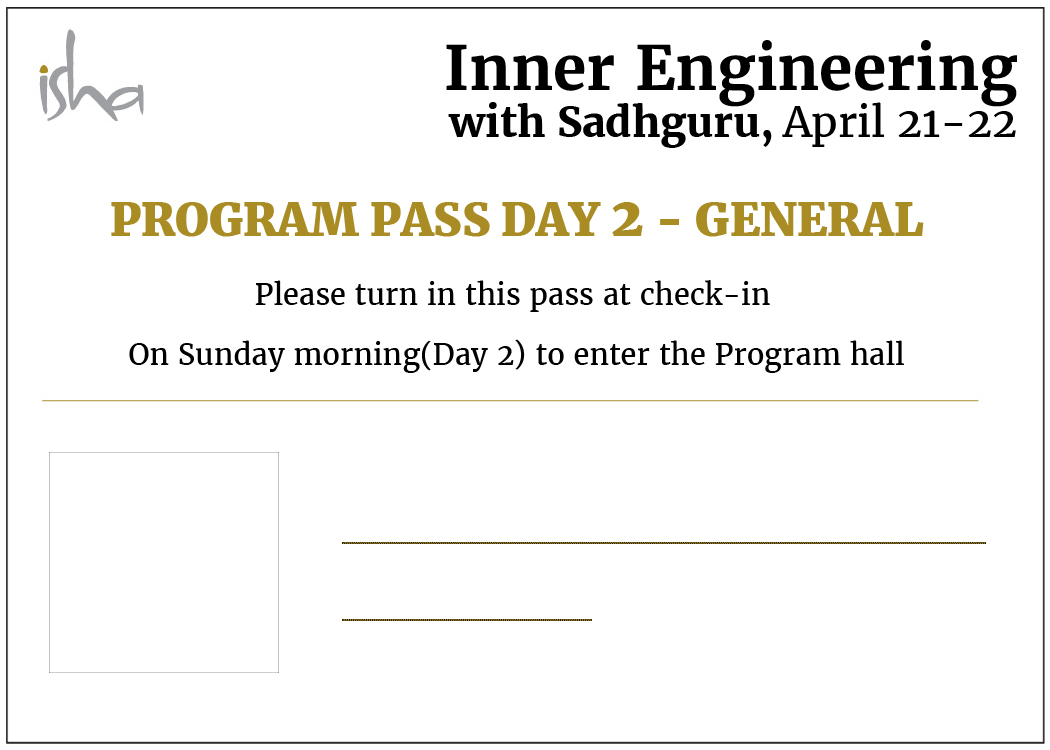 isha
Inner Engineering
with Sadhguru, April 21-22
PROGRAM PASS DAY 2 - GENERAL
Please turn in this pass at check-in
On Sunday morning(Day 2) to enter the Program hall